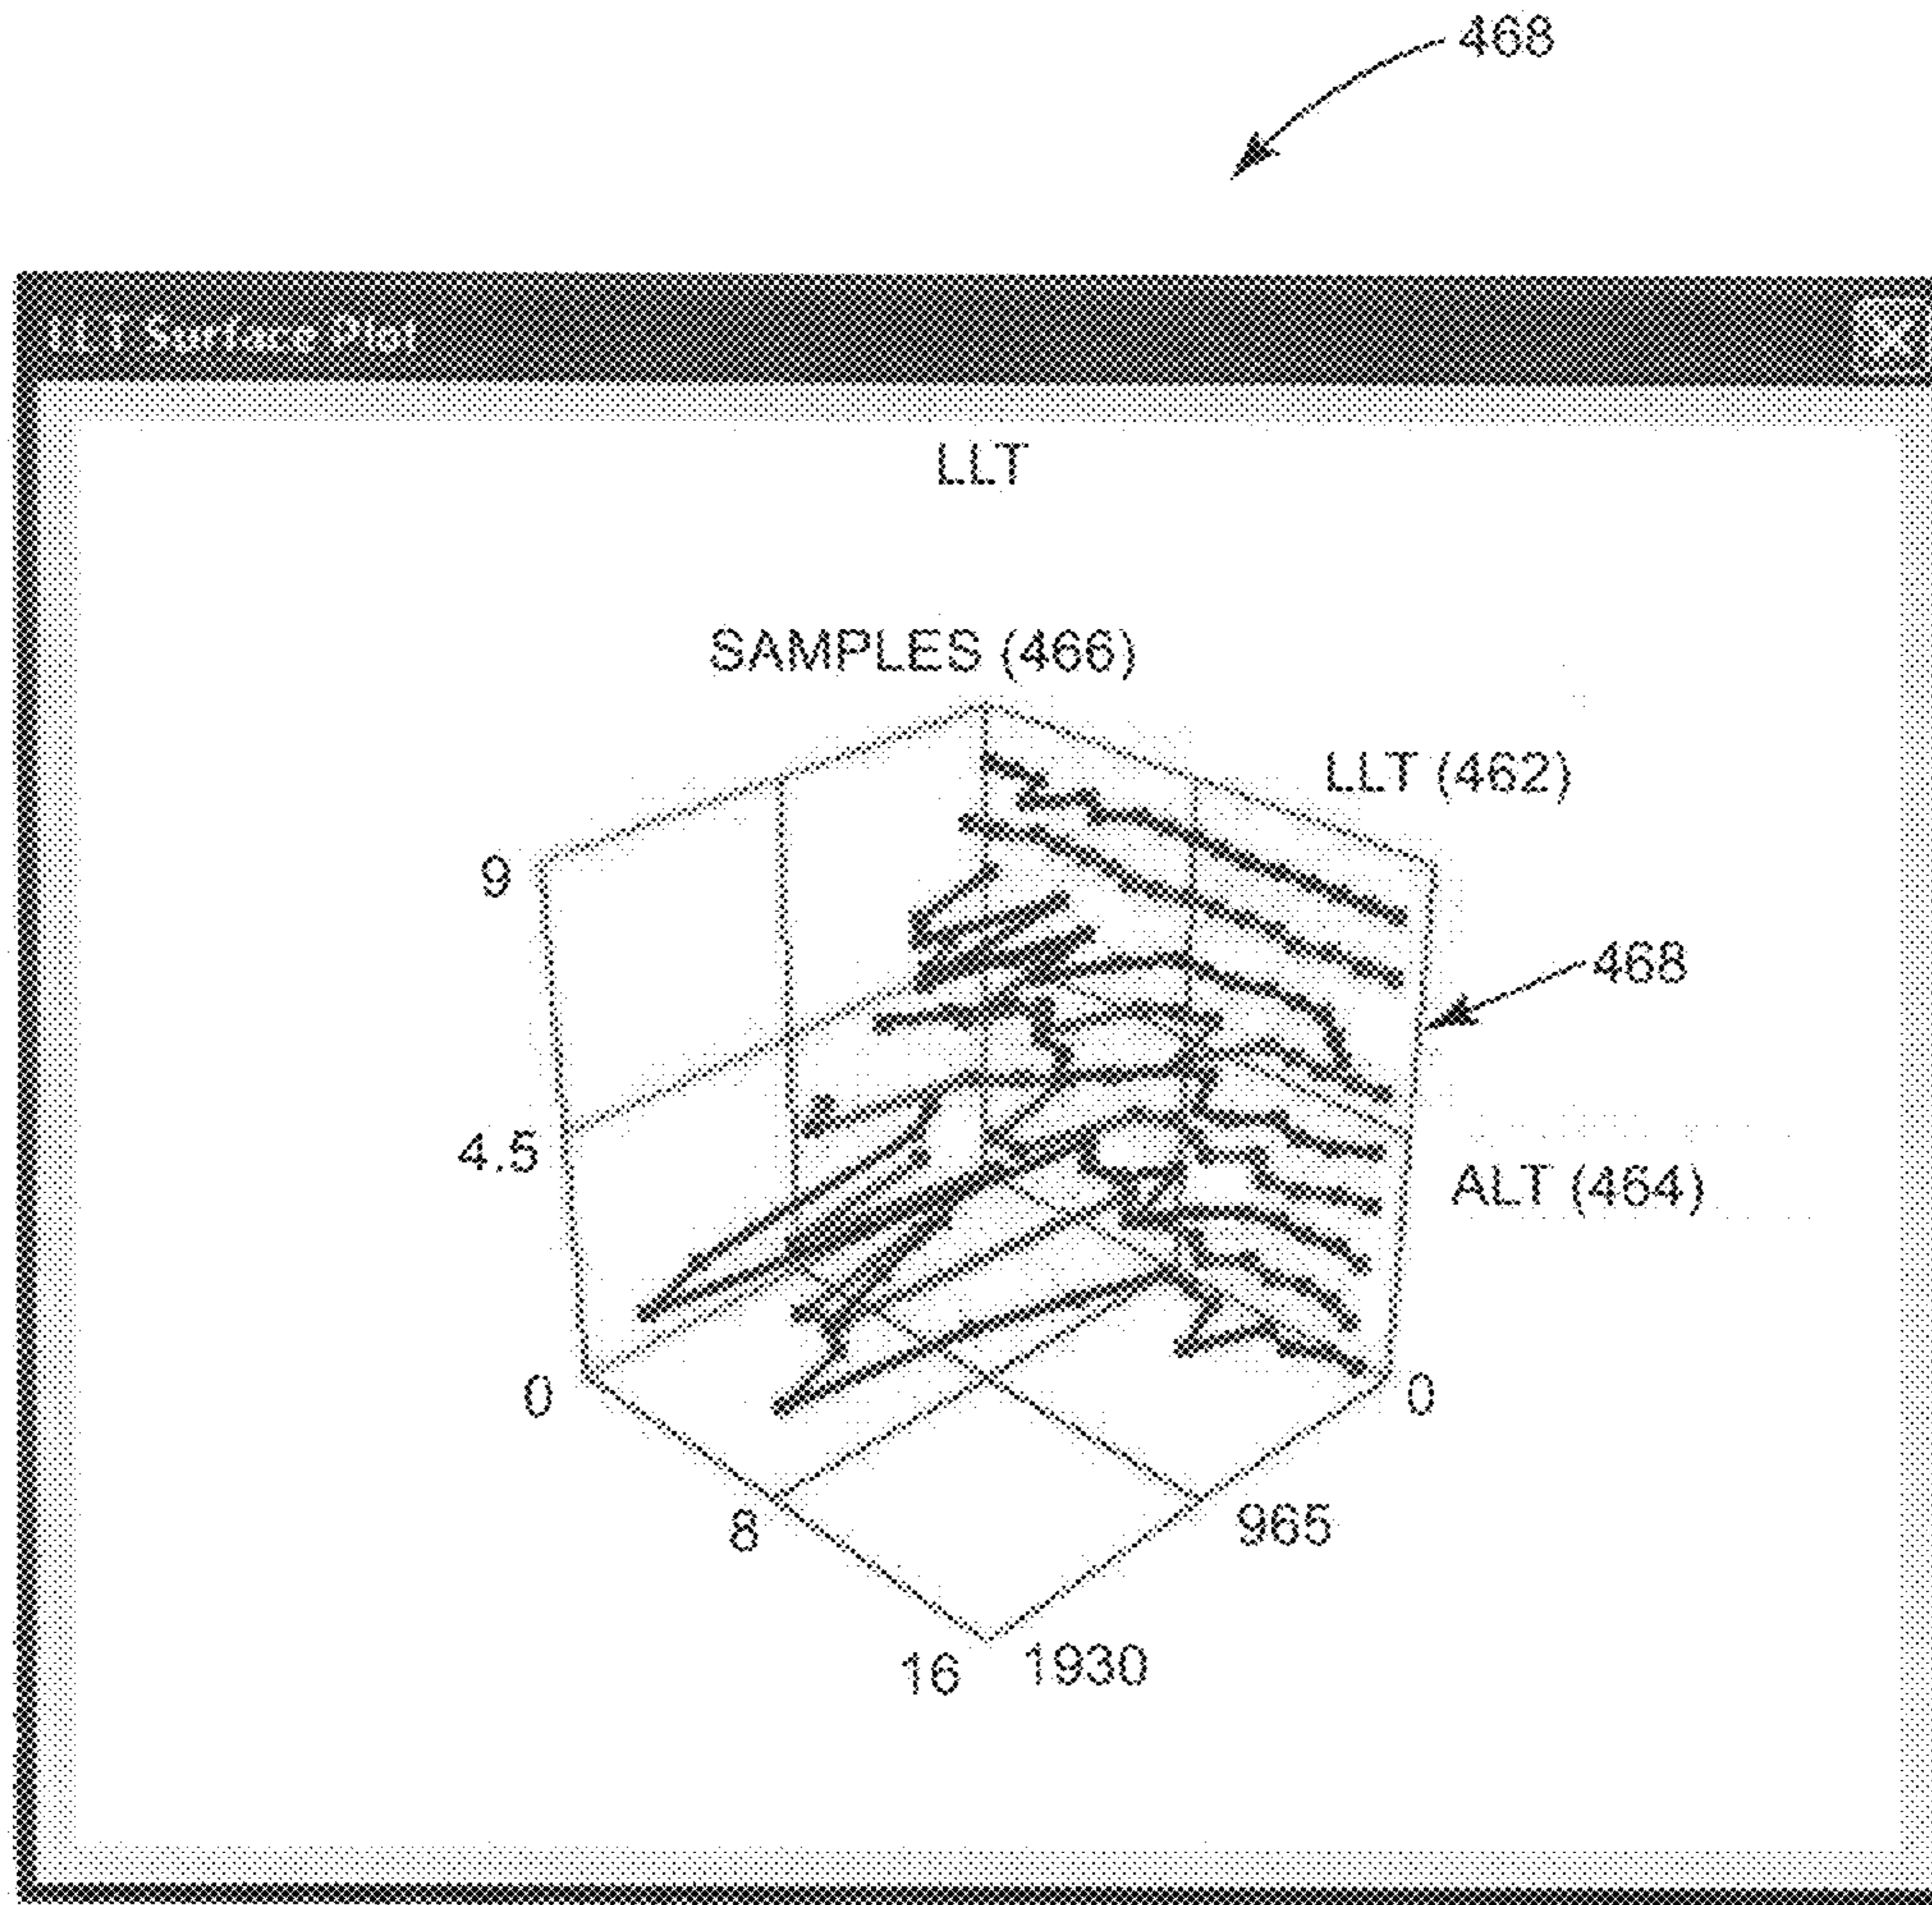 468
LLT Surface Plot
LLT
SAMPLES (466)
LLT (462)
9
468
4.5
ALT (464)
0
0
8
965
16
1930